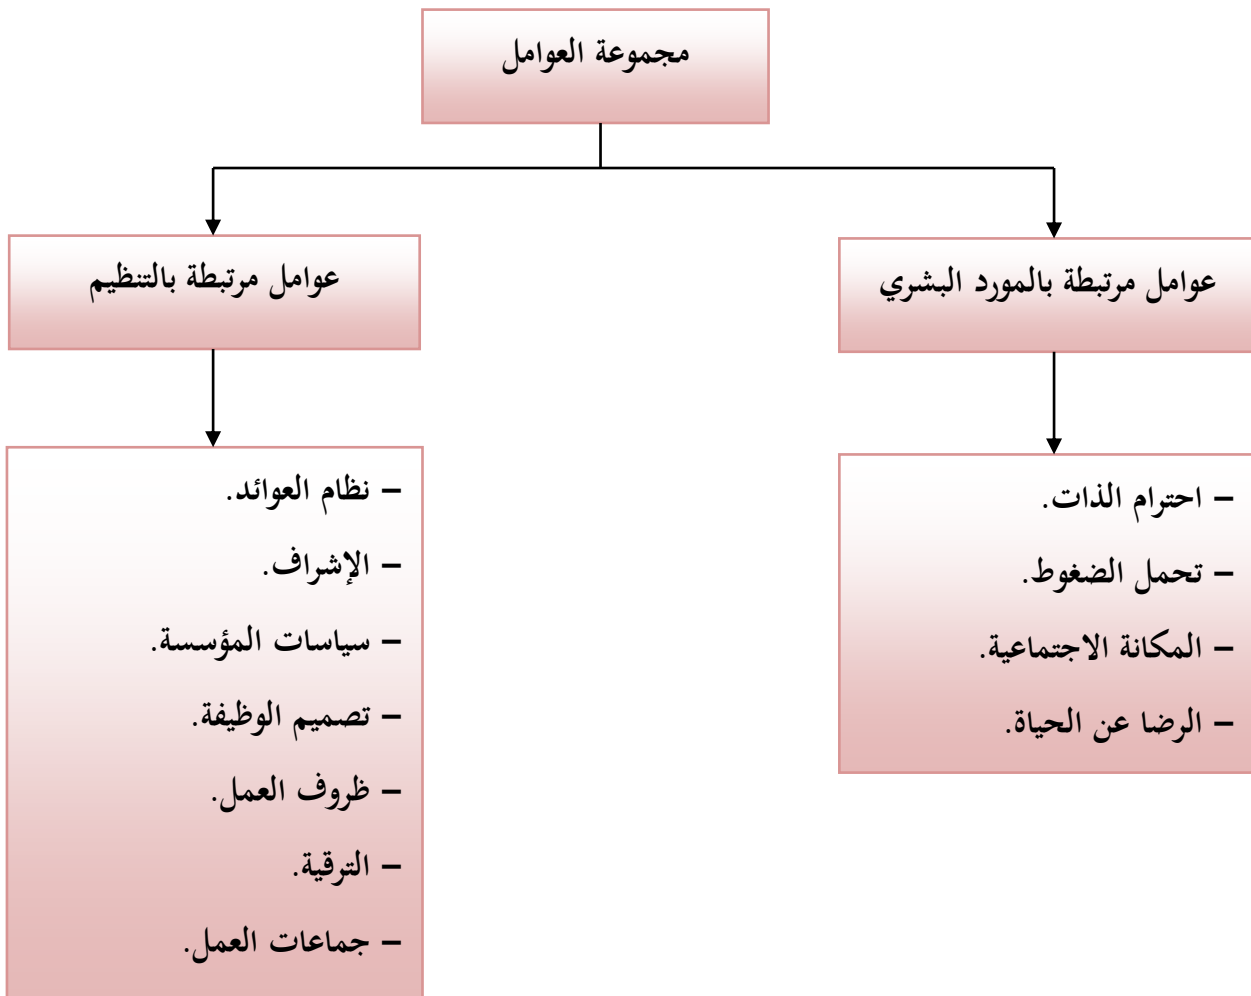 مجموعة العوامل
عوامل مرتبطة بالمورد البشري
عوامل مرتبطة بالتنظيم
– احترام الذات.
– تحمل الضغوط.
– المكانة الاجتماعية.
– الرضا عن الحياة.
– نظام العوائد.
– الإشراف.
– سياسات المؤسسة.
– تصميم الوظيفة.
– ظروف العمل.
– الترقية.
– جماعات العمل.